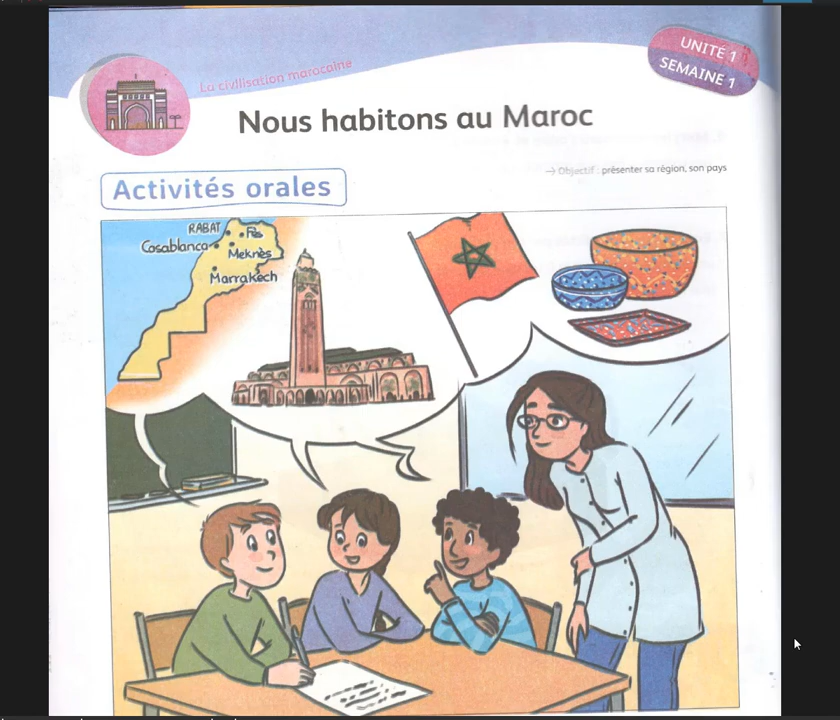 La civilisation marocaine
UNITÉ 1
SEMAINE 1
Nous habitons au Maroc
→ Objectif : présenter sa région, son pays
Activités orales
RABAT
Fès
Casablanca
Meknès
Marrakech